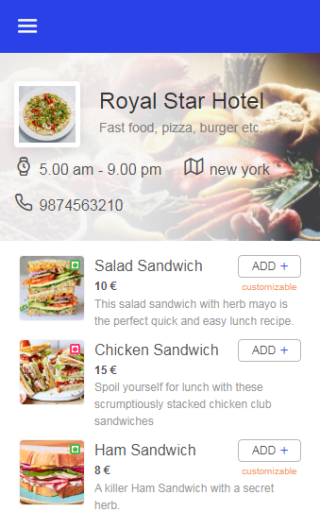 Royal Star Hotel
Fast food, pizza, burger etc..
5.00 am - 9.00 pm
new york
9874563210
Salad Sandwich
ADD +
10 €
customizable
This salad sandwich with herb mayo is
the perfect quick and easy lunch recipe.
Chicken Sandwich
ADD +
15 €
Spoil yourself for lunch with these
scrumptiously stacked chicken club
sandwiches
Ham Sandwich
ADD +
8 €
customizable
A killer Ham Sandwich with a secret
herb.